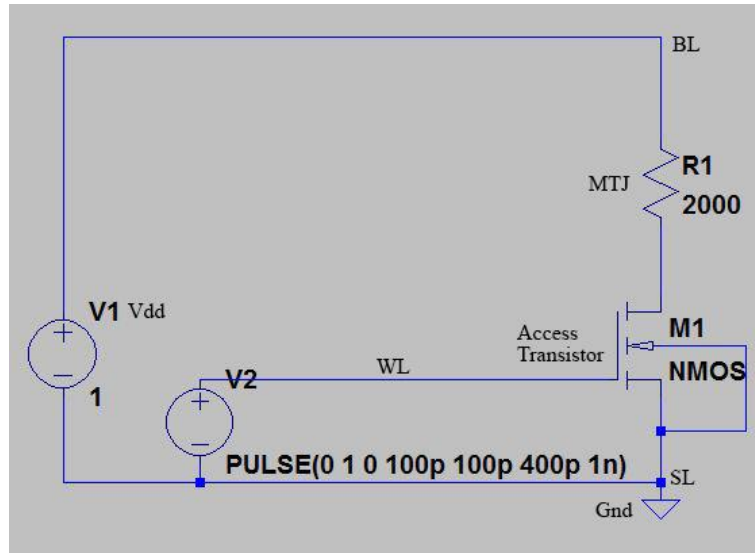 BL
R1
MTJ
2000
V1 Vdd
Access
Transistor
M1
WL
NMOS
V2
1
PULSE(0 1 0 100p 100p 400p 1n)
SL
Gnd